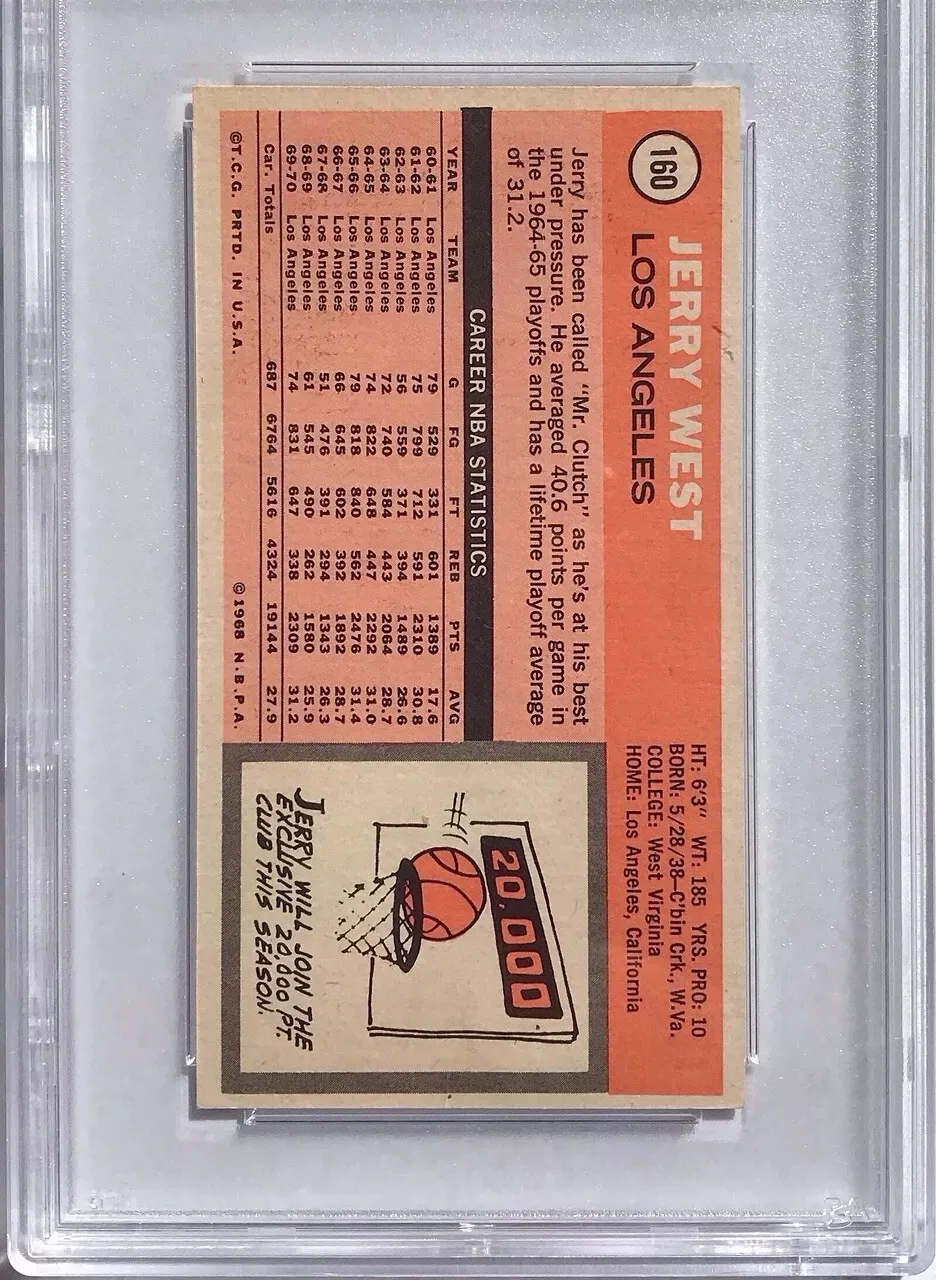 160
JERRY WEST
LOS ANGELES
HT: 6'3" WT: 185 YRS. PRO: 10
BORN: 5/28/38—C'bin Crk., W.Va.
COLLEGE: West Virginia
HOME: Los Angeles, California
Jerry has been called "Mr. Clutch" as he's at his best
under pressure. He averaged 40.6 points per game in
the 1964-65 playoffs and has a lifetime playoff average
of 31.2.
CAREER NBA STATISTICS
YEAR TEAM G FG FT REB PTS AVG
60-61 Los Angeles 79 529 331 601 1389 17.6
61-62 Los Angeles 75 799 712 591 2310 30.8
62-63 Los Angeles 56 559 371 394 1489 26.6
63-64 Los Angeles 72 740 584 443 2064 28.7
64-65 Los Angeles 74 822 648 447 2292 31.0
65-66 Los Angeles 79 818 840 562 2476 31.4
66-67 Los Angeles 66 645 602 392 1892 28.7
67-68 Los Angeles 51 476 391 294 1343 26.3
68-69 Los Angeles 61 545 490 262 1580 25.9
69-70 Los Angeles 74 831 647 338 2309 31.2
Car. Totals 687 6764 5616 4324 19144 27.9
©T.C.G. PRTD. IN U.S.A. ©1968 N.B.P.A.
20,000
JERRY WILL JOIN THE
EXCLUSIVE 20,000 PT.
CLUB THIS SEASON.